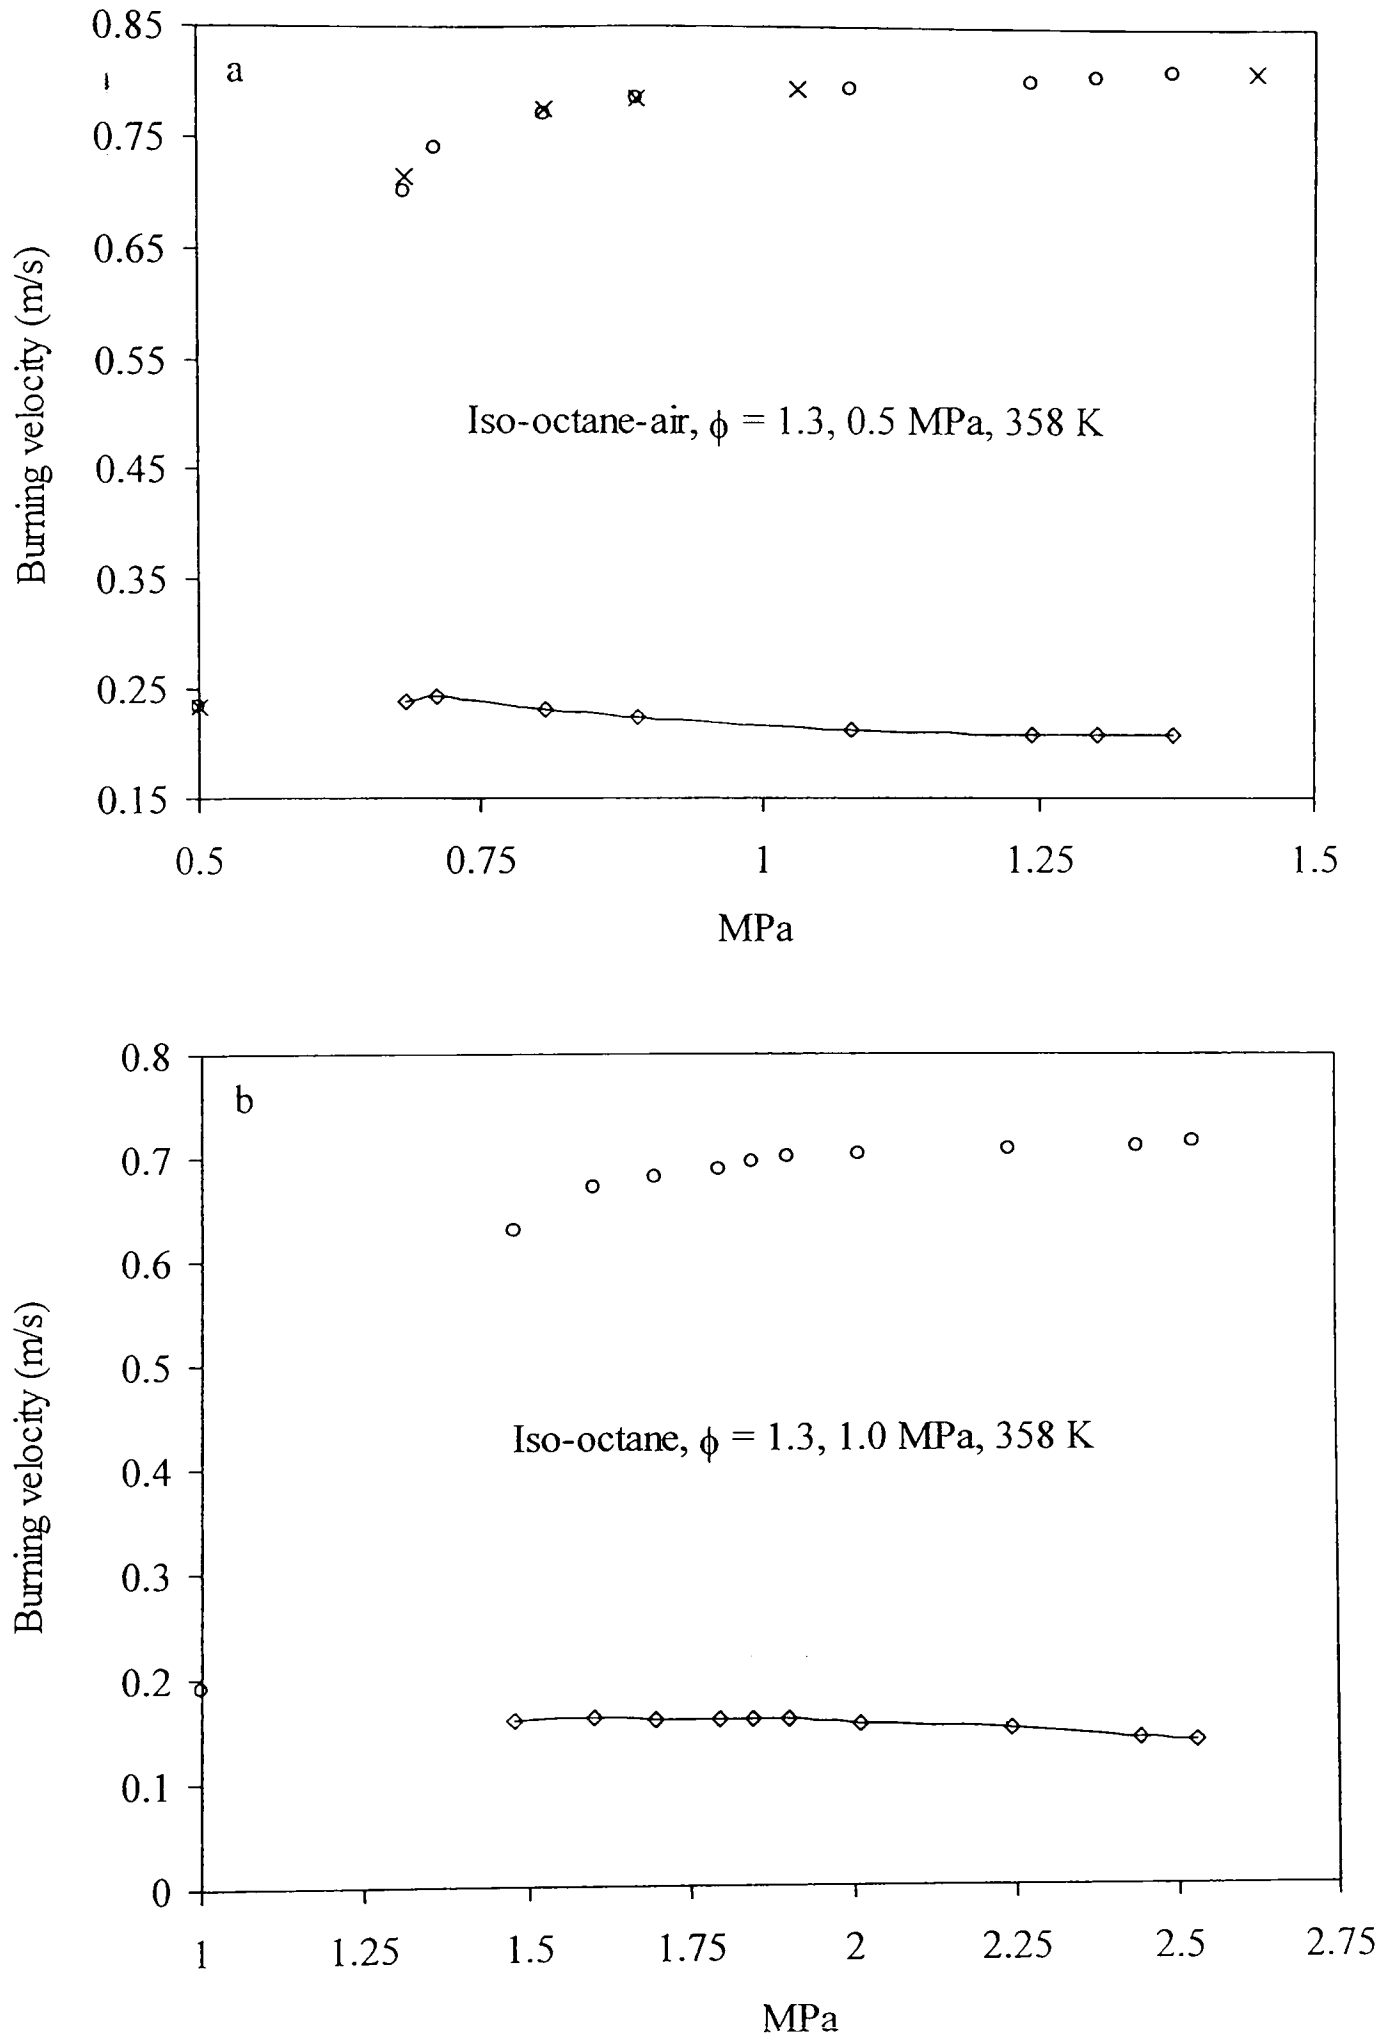 0.85
a
0.75
0.65
0.55
0.45
0.35
0.25
0.15
Burning velocity (m/s)
Iso-octane-air, ϕ = 1.3, 0.5 MPa, 358 K
0.5 0.75 1 1.25 1.5
MPa
0.8
b
0.7
0.6
0.5
0.4
0.3
0.2
0.1
0
Burning velocity (m/s)
Iso-octane, ϕ = 1.3, 1.0 MPa, 358 K
1 1.25 1.5 1.75 2 2.25 2.5 2.75
MPa